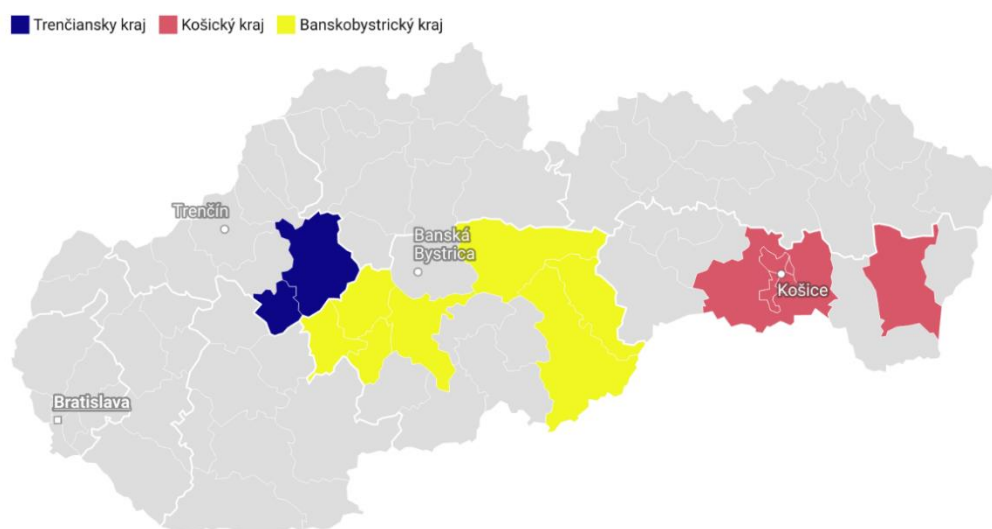 Trenčiansky kraj Košický kraj Banskobystrický kraj
Trenčín
Banská
Bystrica
Košice
Bratislava